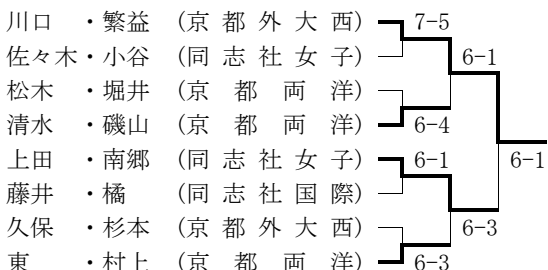 川口 ・繁益 (京都外大西) 7-5
佐々木・小谷 (同志社女子) 6-1
松木 ・堀井 (京都両洋)
清水 ・磯山 (京都両洋) 6-4
上田 ・南郷 (同志社女子) 6-1 6-1
藤井 ・橘 (同志社国際)
久保 ・杉本 (京都外大西) 6-3
東 ・村上 (京都両洋) 6-3